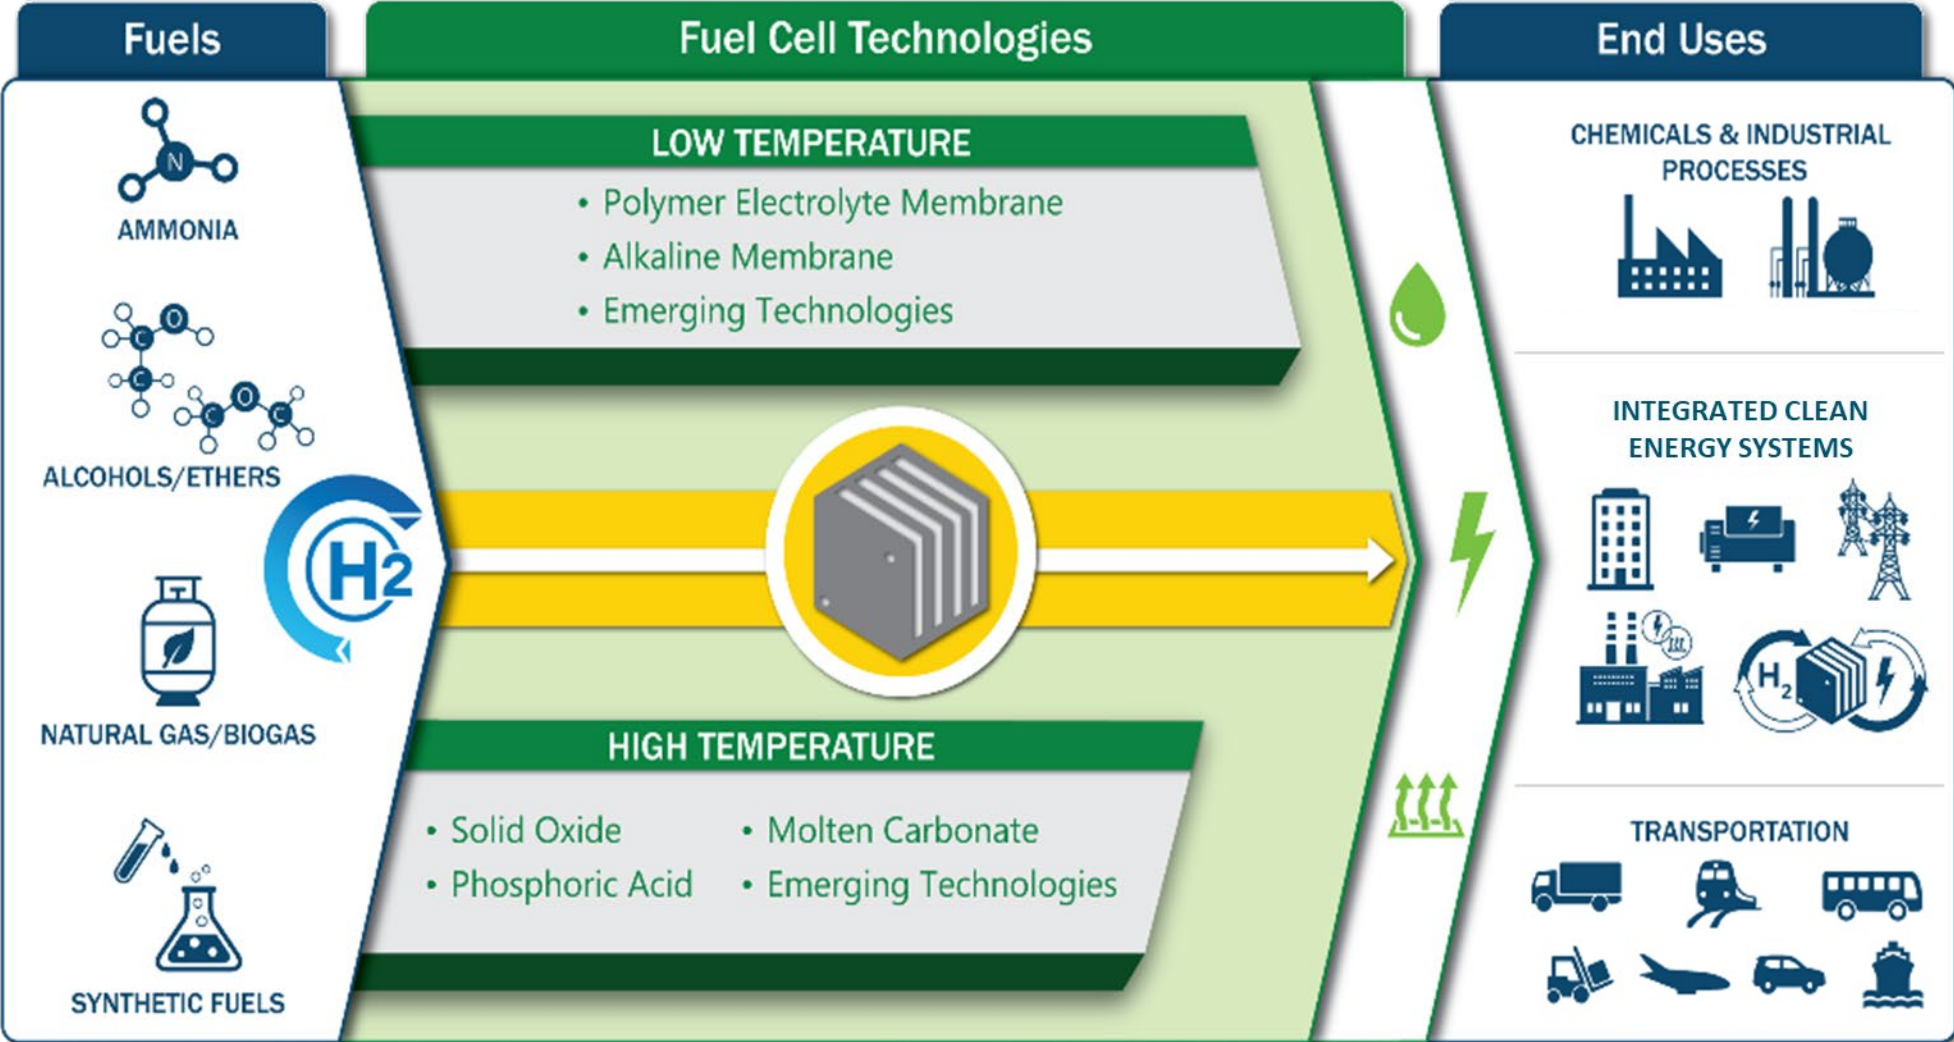 Fuels
Fuel Cell Technologies
End Uses
N
AMMONIA
O
C
C
O
C
C
ALCOHOLS/ETHERS
H2
NATURAL GAS/BIOGAS
SYNTHETIC FUELS
LOW TEMPERATURE
• Polymer Electrolyte Membrane
• Alkaline Membrane
• Emerging Technologies
HIGH TEMPERATURE
• Solid Oxide
• Phosphoric Acid
• Molten Carbonate
• Emerging Technologies
CHEMICALS & INDUSTRIAL
PROCESSES
INTEGRATED CLEAN
ENERGY SYSTEMS
H2
TRANSPORTATION